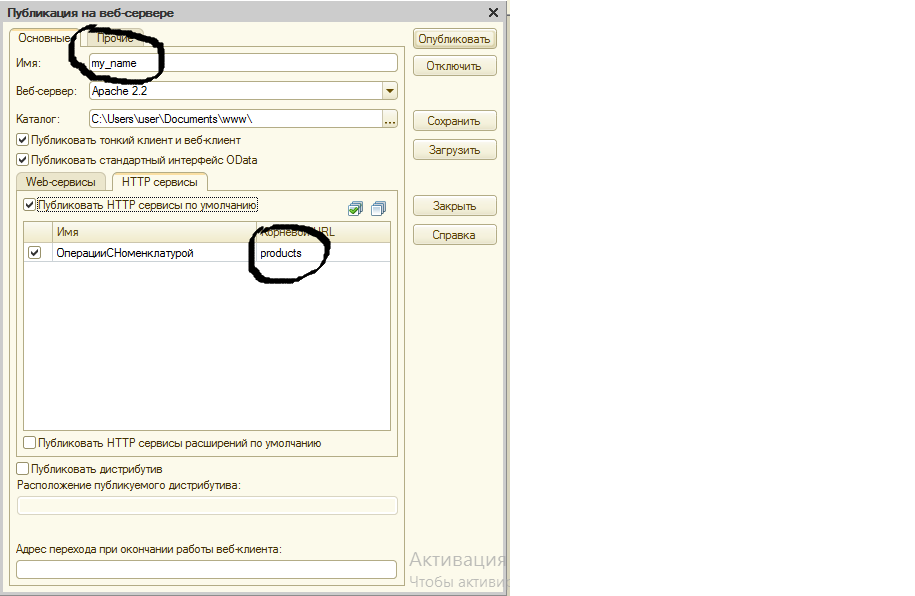 Публикация на веб-сервере
Основные Прочие
Опубликовать
Имя: my_name
Отключить
Веб-сервер: Apache 2.2
Каталог: C:\Users\user\Documents\www\ ...
Сохранить
Публиковать тонкий клиент и веб-клиент
Загрузить
Публиковать стандартный интерфейс OData
Web-сервисы HTTP сервисы
Публиковать HTTP сервисы по умолчанию
Закрыть
Имя Корневой URL
Справка
ОперацииСНоменклатурой products
Публиковать HTTP сервисы расширений по умолчанию
Публиковать дистрибутив
Расположение публикуемого дистрибутива:
Адрес перехода при окончании работы веб-клиента:
Активация
Чтобы активи